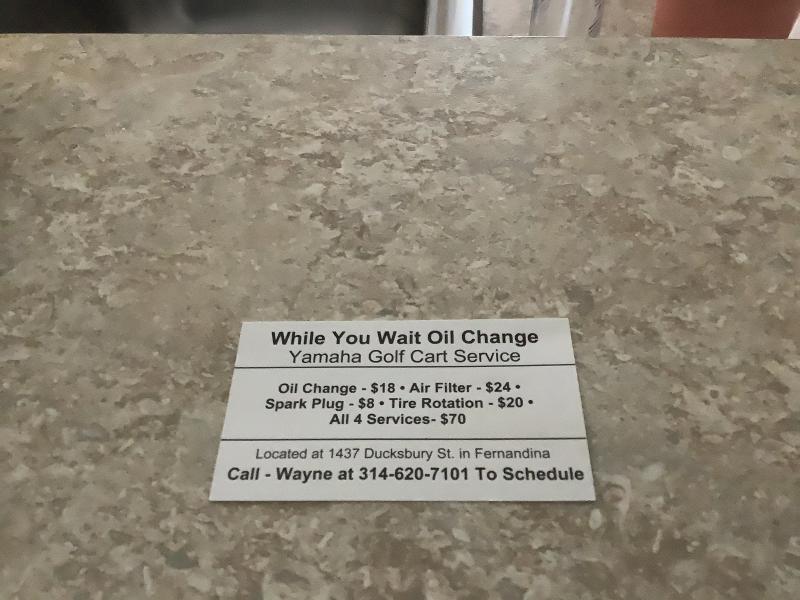 While You Wait Oil Change
Yamaha Golf Cart Service
Oil Change - $18 • Air Filter - $24 •
Spark Plug - $8 • Tire Rotation - $20 •
All 4 Services- $70
Located at 1437 Ducksbury St. in Fernandina
Call - Wayne at 314-620-7101 To Schedule